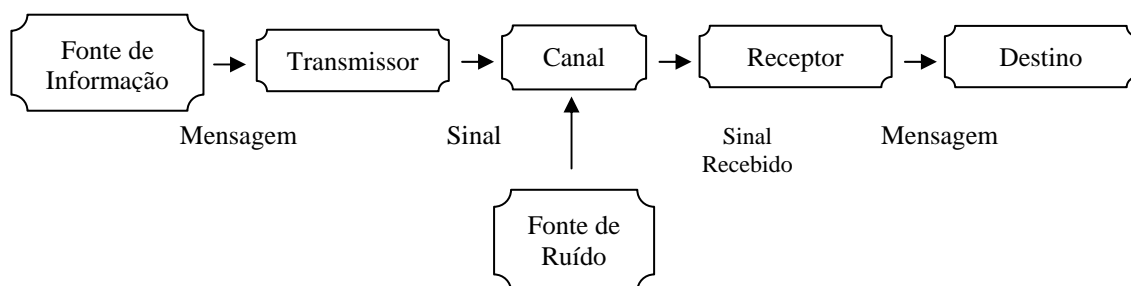 Fonte de
Informação
Transmissor
Canal
Receptor
Destino
Mensagem
Sinal
Sinal
Recebido
Mensagem
Fonte de
Ruído